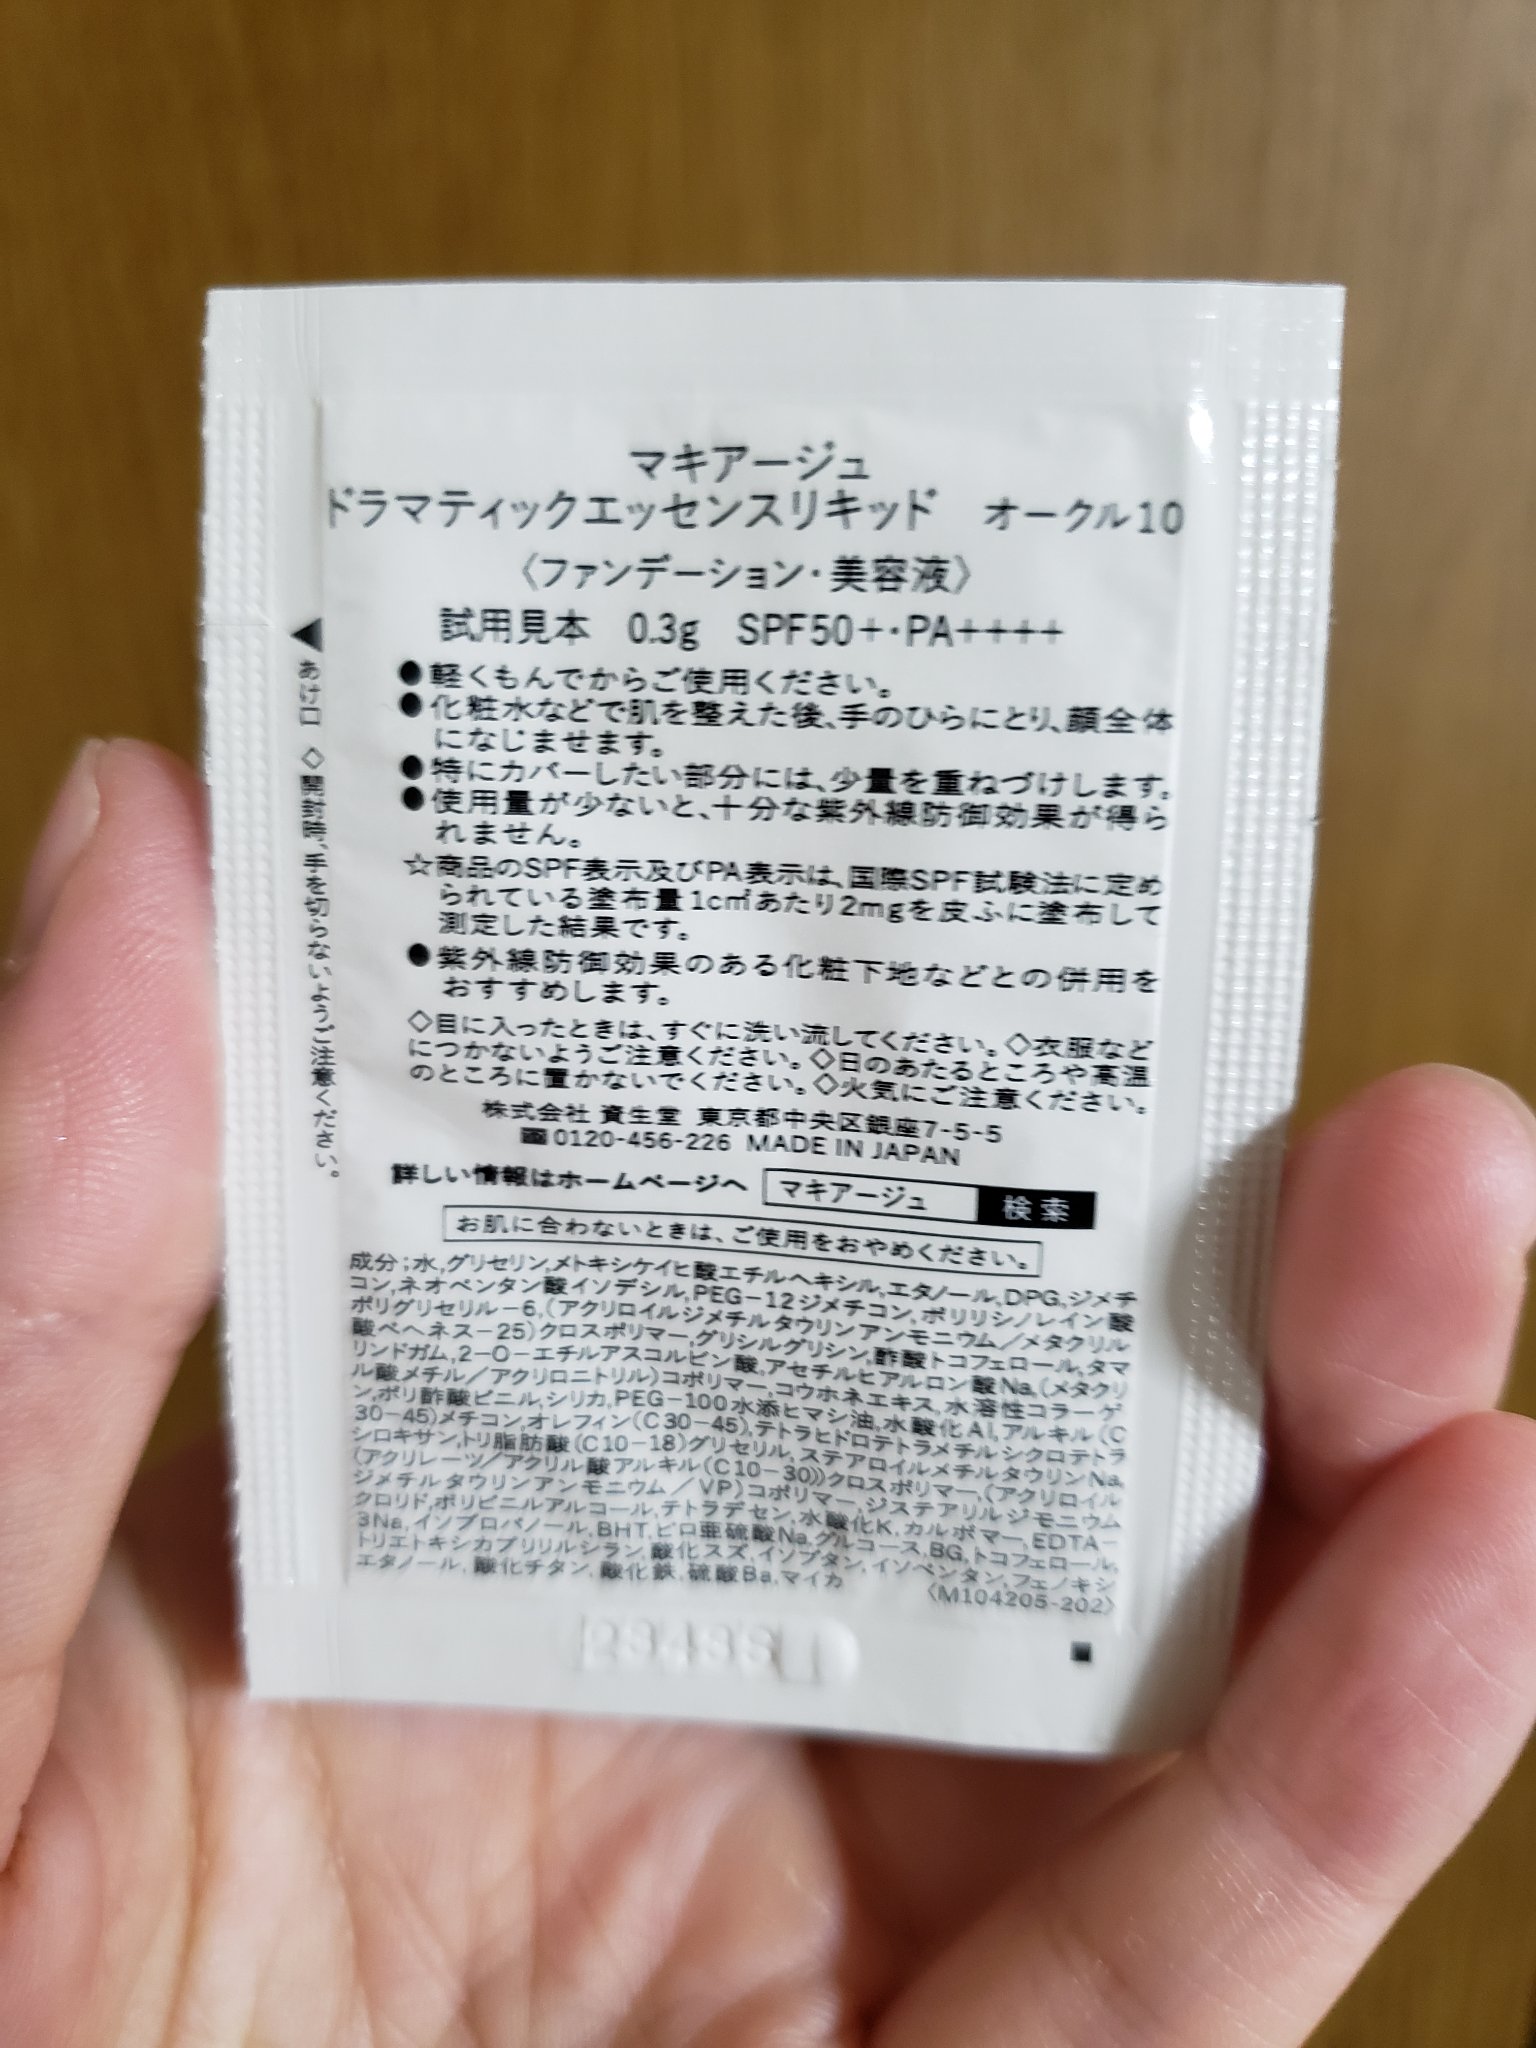 マキアージュ
ドラマティックエッセンスリキッド オークル10
〈ファンデーション・美容液〉
試用見本 0.3g SPF50+・PA++++
●軽くもんでからご使用ください。
●化粧水などで肌を整えた後、手のひらにとり、顔全体
になじませます。
●特にカバーしたい部分には、少量を重ねづけします。
●使用量が少ないと、十分な紫外線防御効果が得ら
れません。
☆商品のSPF表示及びPA表示は、国際SPF試験法に定め
られている塗布量1c㎡あたり2mgを皮ふに塗布して
測定した結果です。
●紫外線防御効果のある化粧下地などとの併用を
おすすめします。
◇目に入ったときは、すぐに洗い流してください。◇衣服など
につかないようご注意ください。◇日のあたるところや高温
のところに置かないでください。◇火気にご注意ください。
株式会社 資生堂 東京都中央区銀座7-5-5
0120-456-226 MADE IN JAPAN
詳しい情報はホームページへ マキアージュ 検索
お肌に合わないときは、ご使用をおやめください。
成分;水,グリセリン,メトキシケイヒ酸エチルヘキシル,エタノール,DPG,ジメチ
コン,ネオペンタン酸イソデシル,PEG-12ジメチコン,ポリリシノレイン酸
ポリグリセリル-6,(アクリロイルジメチルタウリンアンモニウム/メタクリル
酸ベヘネス-25)クロスポリマー,グリシルグリシン,酢酸トコフェロール,タマ
リンドガム,2-O-エチルアスコルビン酸,アセチルヒアルロン酸Na,(メタクリ
ル酸メチル/アクリロニトリル)コポリマー,コウホネエキス,水溶性コラーゲ
ン,ポリ酢酸ビニル,シリカ,PEG-100水添ヒマシ油,水酸化Al,アルキル(C
30-45)メチコン,オレフィン(C30-45),テトラヒドロテトラメチルシクロテトラ
シロキサン,トリ脂肪酸(C10-18)グリセリル,ステアロイルメチルタウリンNa,
(アクリレーツ/アクリル酸アルキル(C10-30))クロスポリマー,(アクリロイル
ジメチルタウリンアンモニウム/VP)コポリマー,ジステアリルジモニウム
クロリド,ポリビニルアルコール,テトラデセン,水酸化K,カルボマー,EDTA-
3Na,イソプロパノール,BHT,ピロ亜硫酸Na,グルコース,BG,トコフェロール,
トリエトキシカプリリルシラン,酸化スズ,イソブタン,イソペンタン,フェノキシ
エタノール,酸化チタン,酸化鉄,硫酸Ba,マイカ 〈M104205-202〉
◀あけ口 ◇開封時、手を切らないようご注意ください。